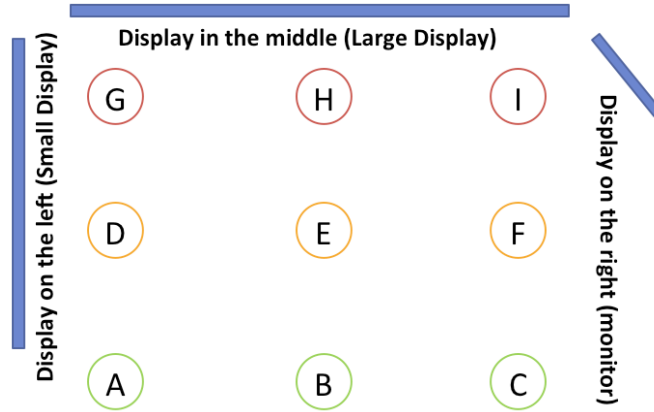 Display in the middle (Large Display)
Display on the left (Small Display)
G
H
I
Display on the right (monitor)
D
E
F
A
B
C